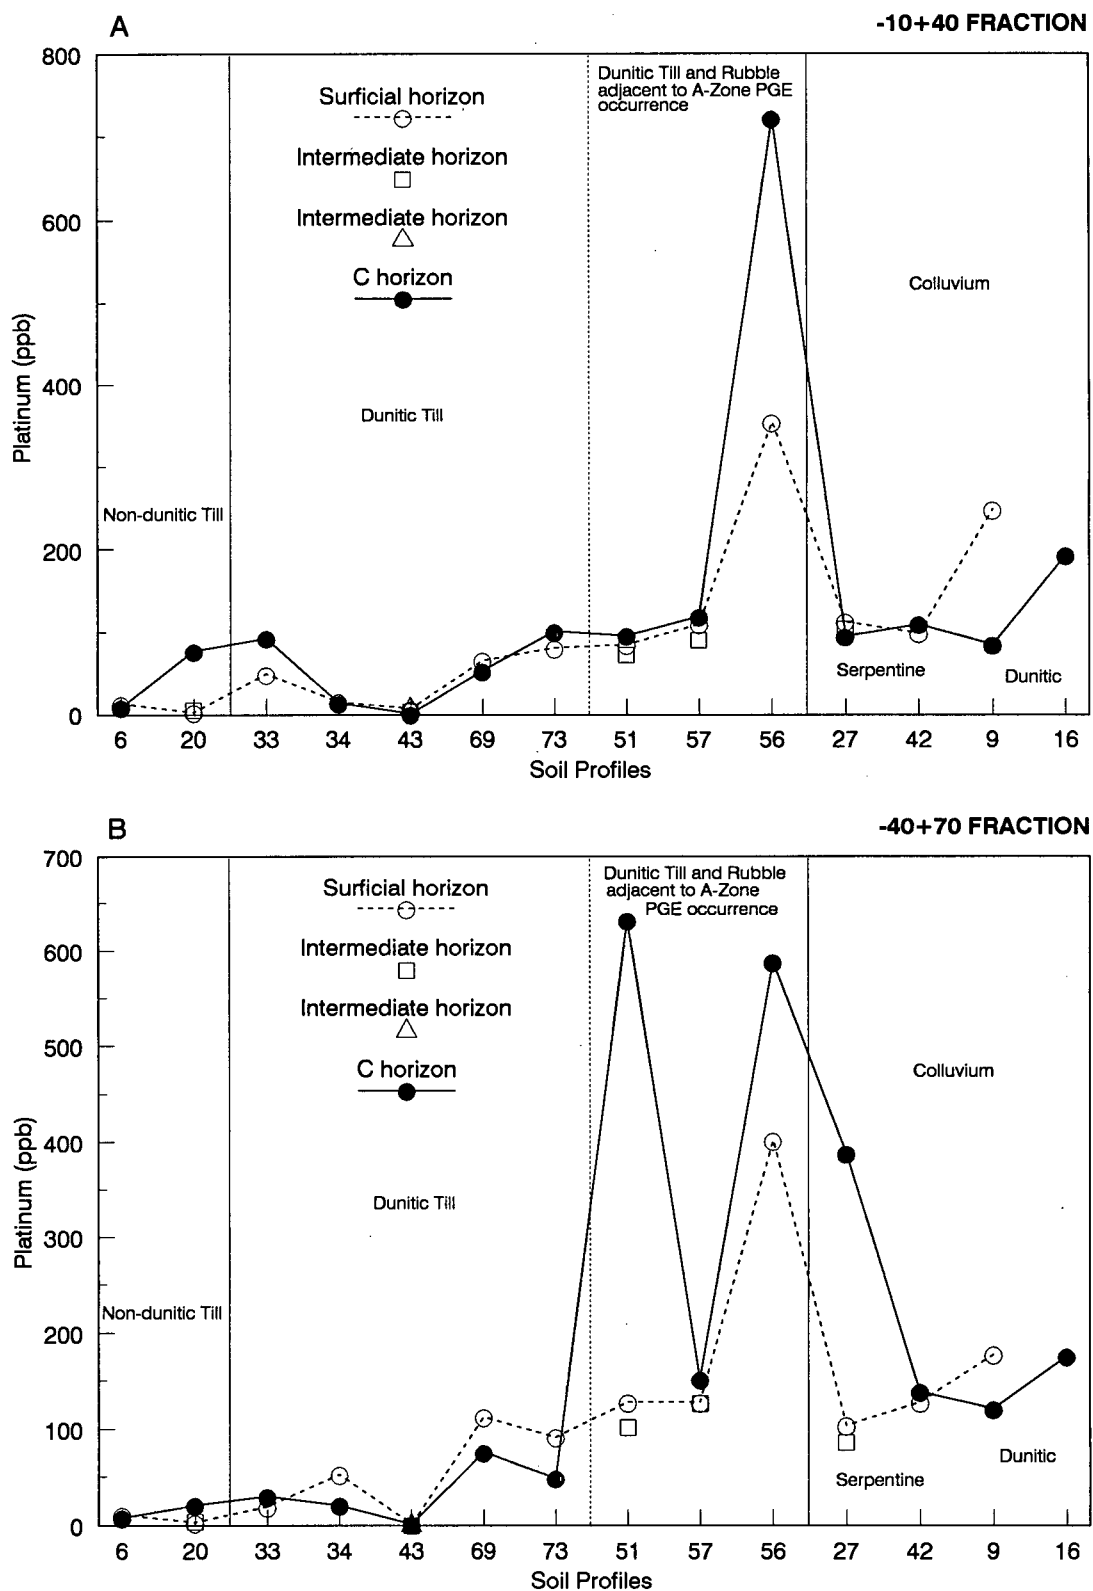 A
-10+40 FRACTION
800
600
400
200
0
Platinum (ppb)
Surficial horizon
Intermediate horizon
Intermediate horizon
C horizon
Dunitic Till and Rubble
adjacent to A-Zone PGE
occurrence
Colluvium
Dunitic Till
Non-dunitic Till
Serpentine
Dunitic
6 20 33 34 43 69 73 51 57 56 27 42 9 16
Soil Profiles
B
-40+70 FRACTION
700
600
500
400
300
200
100
0
Platinum (ppb)
Surficial horizon
Intermediate horizon
Intermediate horizon
C horizon
Dunitic Till and Rubble
adjacent to A-Zone
PGE occurrence
Colluvium
Dunitic Till
Non-dunitic Till
Dunitic
Serpentine
6 20 33 34 43 69 73 51 57 56 27 42 9 16
Soil Profiles